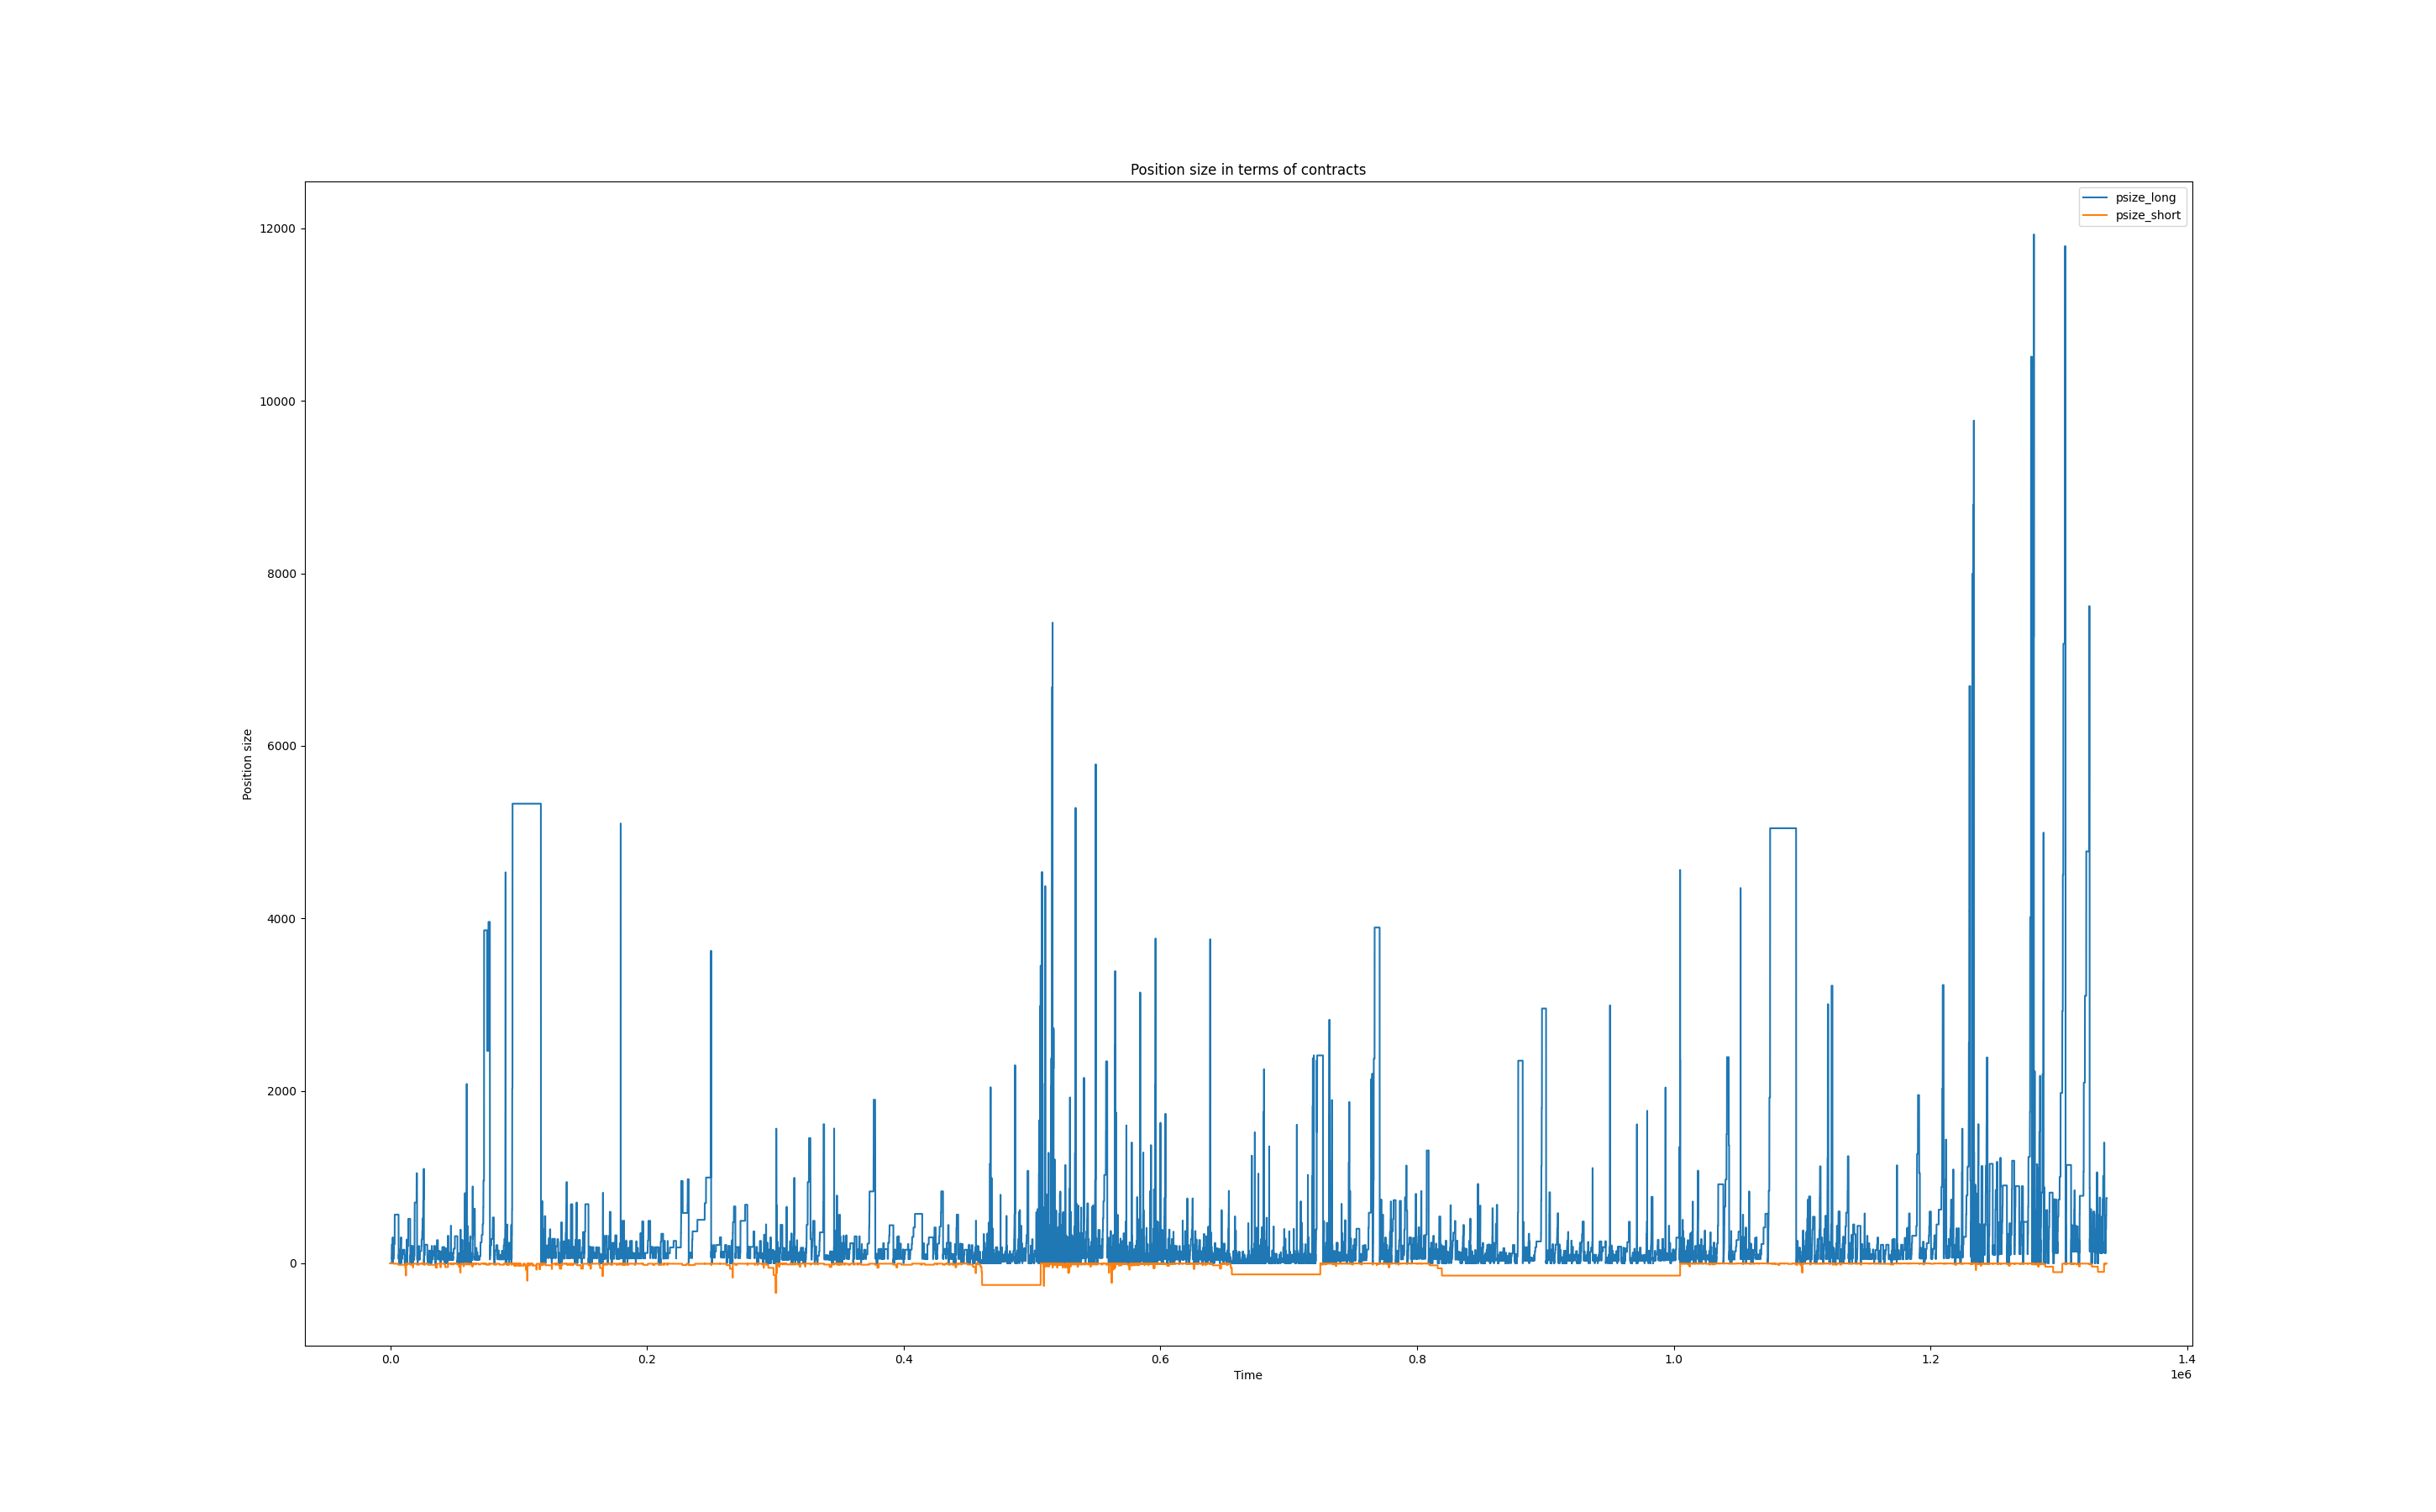 Position size in terms of contracts
psize_long
psize_short
12000
10000
8000
6000
4000
2000
0
Position size
0.0
0.2
0.4
0.6
0.8
1.0
1.2
1.4
1e6
Time